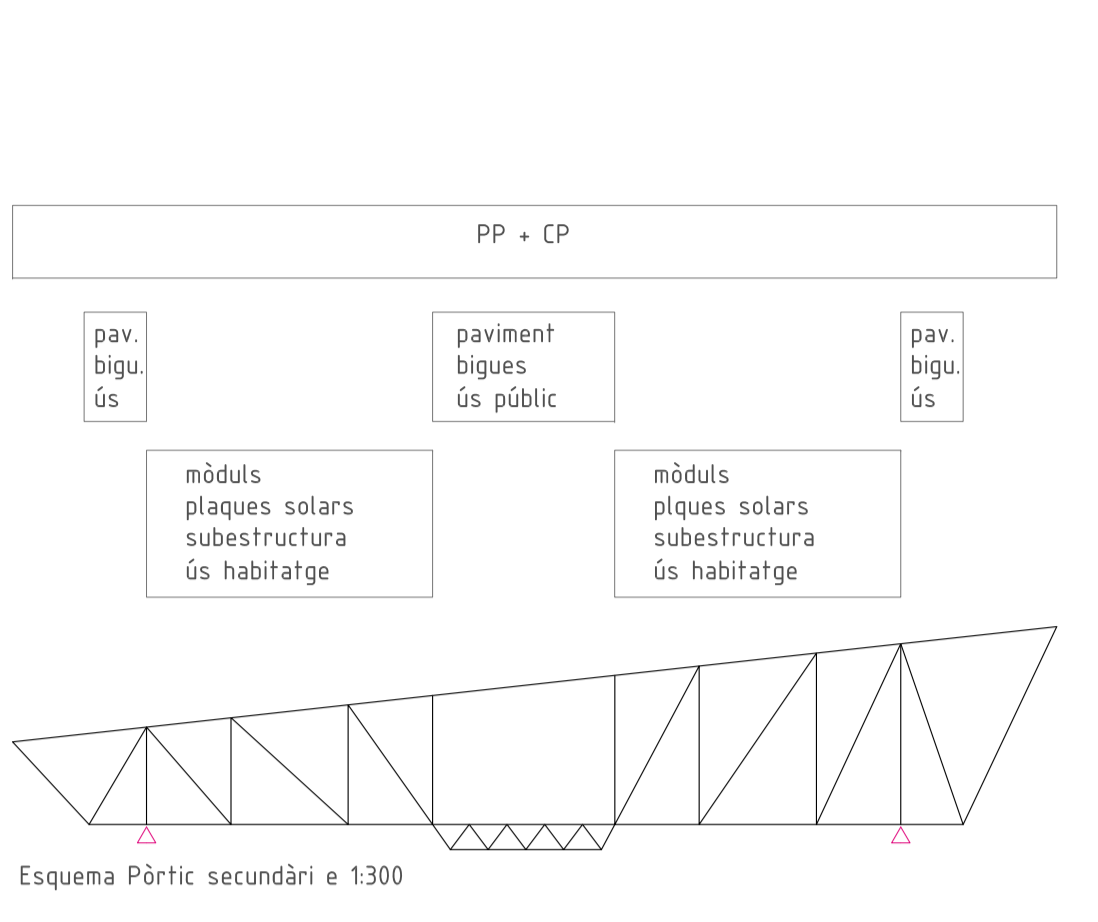 PP + CP
pav.
bigu.
ús
paviment
bigues
ús públic
pav.
bigu.
ús
mòduls
plaques solars
subestructura
ús habitatge
mòduls
plques solars
subestructura
ús habitatge
Esquema Pòrtic secundàri e 1:300